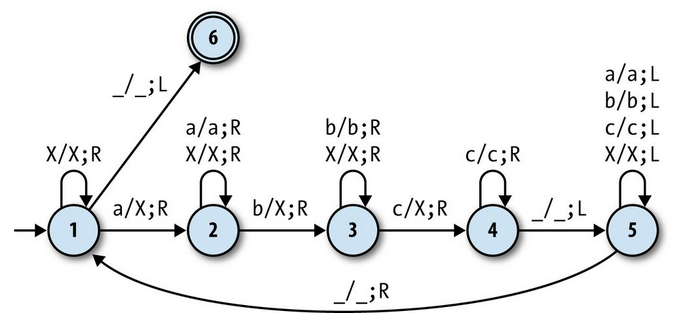 6
_/_;L
a/a;L
b/b;L
c/c;L
X/X;L
X/X;R
a/a;R
X/X;R
b/b;R
X/X;R
c/c;R
1
a/X;R
2
b/X;R
3
c/X;R
4
_/_;L
5
_/_;R